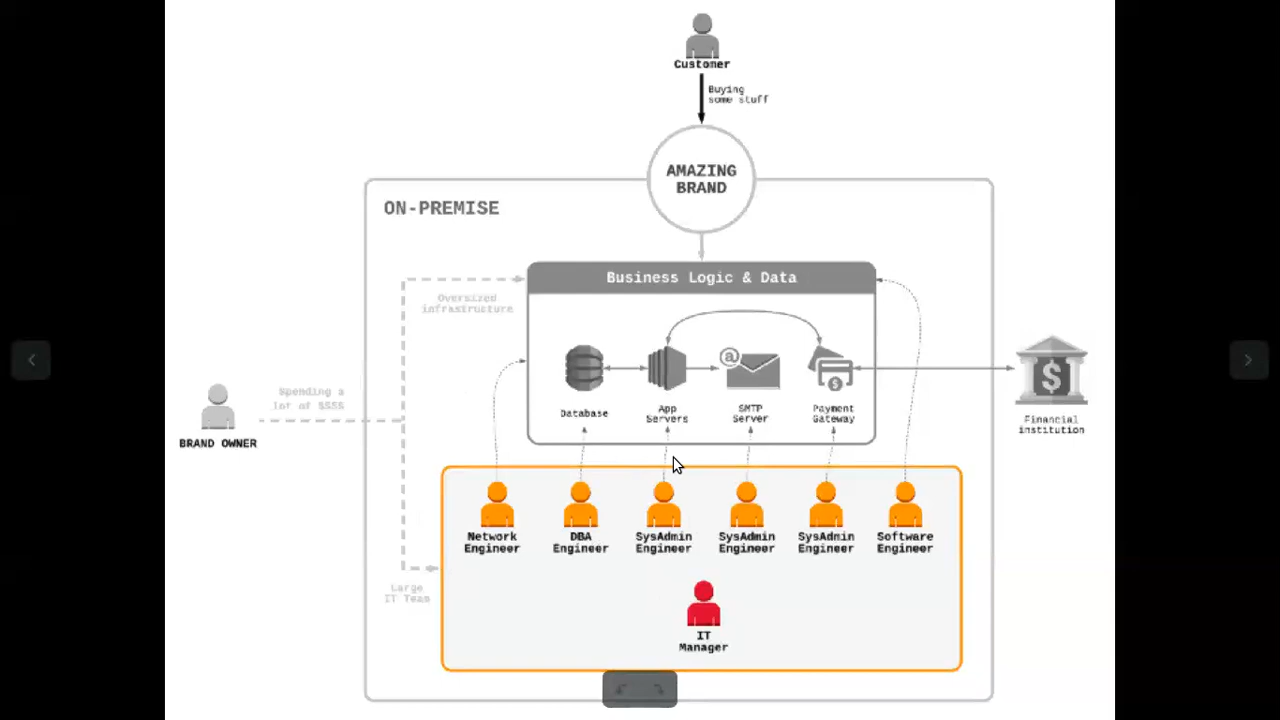 Customer
Buying
some stuff
AMAZING
BRAND
ON-PREMISE
Business Logic & Data
Oversized
infrastructure
@
$
$
Database
App
Servers
SMTP
Server
Payment
Gateway
Financial
institution
Spending a
lot of $$$$
BRAND OWNER
Network
Engineer
DBA
Engineer
SysAdmin
Engineer
SysAdmin
Engineer
SysAdmin
Engineer
Software
Engineer
Large
IT Team
IT
Manager